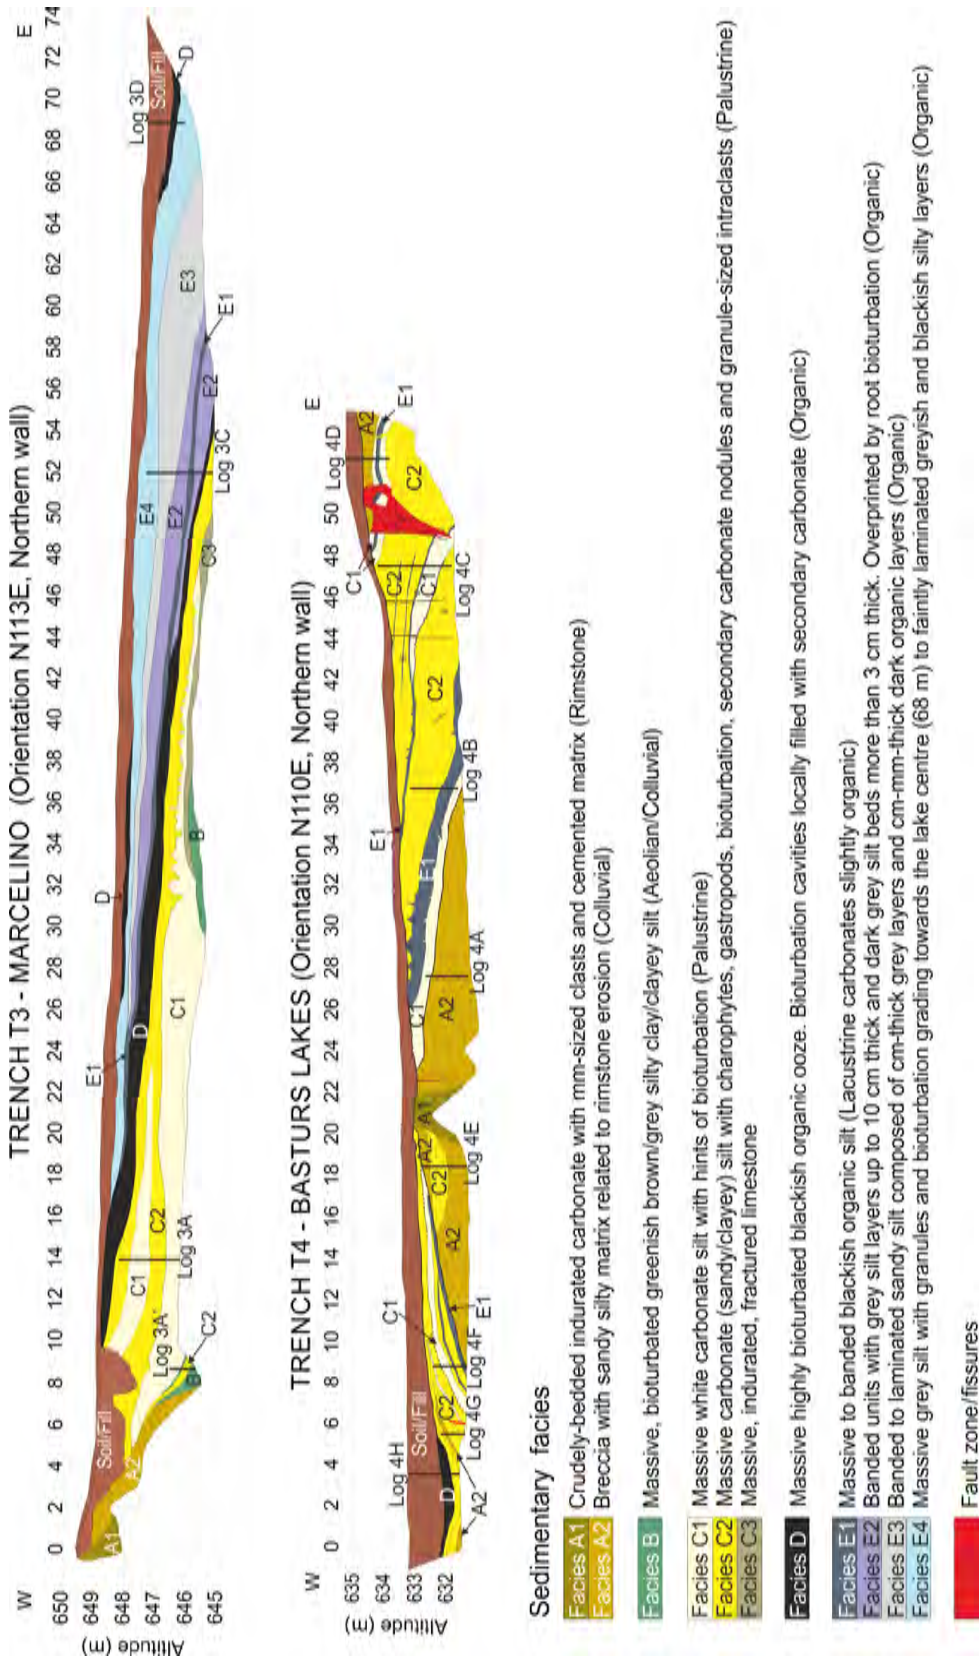 TRENCH T3 - MARCELINO (Orientation N113E, Northern wall)
W
E
0 2 4 6 8 10 12 14 16 18 20 22 24 26 28 30 32 34 36 38 40 42 44 46 48 50 52 54 56 58 60 62 64 66 68 70 72 74
650
649
648
647
646
645
Altitude (m)
A1
Soil/Fill
A2
B
C2
Log 3A'
C1
C2
Log 3A
E1
D
C1
D
B
C3
E4
E2
Log 3C
E2
E1
E3
Log 3D
Soil/Fill
D
TRENCH T4 - BASTURS LAKES (Orientation N110E, Northern wall)
W
E
0 2 4 6 8 10 12 14 16 18 20 22 24 26 28 30 32 34 36 38 40 42 44 46 48 50
635
634
633
632
Altitude (m)
Log 4H
Soil/Fill
D
A2
C2
Log 4G
Log 4F
C1
E1
A2
C2
A2
Log 4E
A1
C1
A2
Log 4A
E1
E1
Log 4B
C2
C1
C2
C1
Log 4C
Log 4D
A2
C2
E1
Sedimentary facies
Facies A1 Crudely-bedded indurated carbonate with mm-sized clasts and cemented matrix (Rimstone)
Facies A2 Breccia with sandy silty matrix related to rimstone erosion (Colluvial)
Facies B Massive, bioturbated greenish brown/grey silty clay/clayey silt (Aeolian/Colluvial)
Facies C1 Massive white carbonate silt with hints of bioturbation (Palustrine)
Facies C2 Massive carbonate (sandy/clayey) silt with charophytes, gastropods, bioturbation, secondary carbonate nodules and granule-sized intraclasts (Palustrine)
Facies C3 Massive, indurated, fractured limestone
Facies D Massive highly bioturbated blackish organic ooze. Bioturbation cavities locally filled with secondary carbonate (Organic)
Facies E1 Massive to banded blackish organic silt (Lacustrine carbonates slightly organic)
Facies E2 Banded units with grey silt layers up to 10 cm thick and dark grey silt beds more than 3 cm thick. Overprinted by root bioturbation (Organic)
Facies E3 Banded to laminated sandy silt composed of cm-thick grey layers and cm-mm-thick dark organic layers (Organic)
Facies E4 Massive grey silt with granules and bioturbation grading towards the lake centre (68 m) to faintly laminated greyish and blackish silty layers (Organic)
Fault zone/fissures